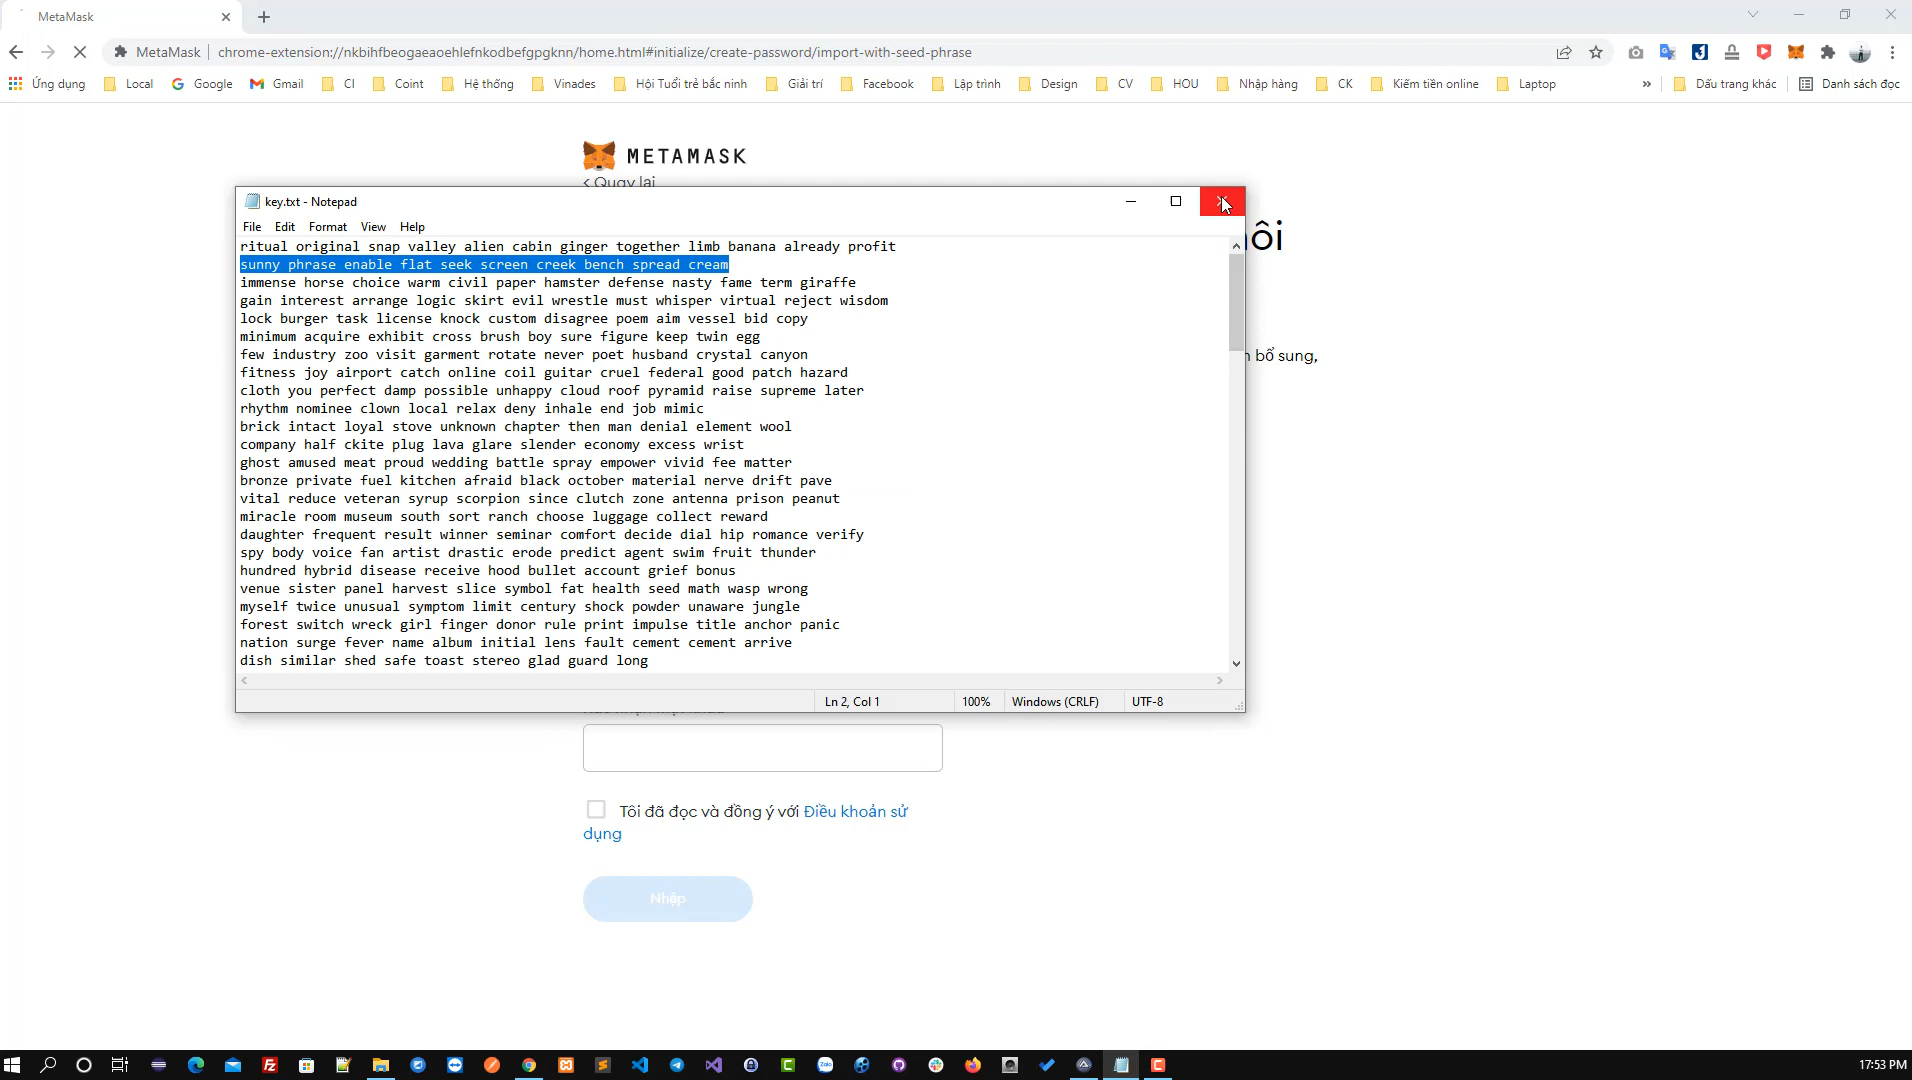 MetaMask
MetaMask
chrome-extension://nkbihfbeogaeaoehlefnkodbefgpgknn/home.html#initialize/create-password/import-with-seed-phrase
Ứng dụng Local Google Gmail CI Coint Hệ thống Vinades Hội Tuổi trẻ bắc ninh Giải trí Facebook Lập trình Design CV HOU Nhập hàng CK Kiếm tiền online Laptop » Dấu trang khác Danh sách đọc
METAMASK
< Quay lại
key.txt - Notepad
File Edit Format View Help
ritual original snap valley alien cabin ginger together limb banana already profit
sunny phrase enable flat seek screen creek bench spread cream
immense horse choice warm civil paper hamster defense nasty fame term giraffe
gain interest arrange logic skirt evil wrestle must whisper virtual reject wisdom
lock burger task license knock custom disagree poem aim vessel bid copy
minimum acquire exhibit cross brush boy sure figure keep twin egg
few industry zoo visit garment rotate never poet husband crystal canyon
fitness joy airport catch online coil guitar cruel federal good patch hazard
cloth you perfect damp possible unhappy cloud roof pyramid raise supreme later
rhythm nominee clown local relax deny inhale end job mimic
brick intact loyal stove unknown chapter then man denial element wool
company half ckite plug lava glare slender economy excess wrist
ghost amused meat proud wedding battle spray empower vivid fee matter
bronze private fuel kitchen afraid black october material nerve drift pave
vital reduce veteran syrup scorpion since clutch zone antenna prison peanut
miracle room museum south sort ranch choose luggage collect reward
daughter frequent result winner seminar comfort decide dial hip romance verify
spy body voice fan artist drastic erode predict agent swim fruit thunder
hundred hybrid disease receive hood bullet account grief bonus
venue sister panel harvest slice symbol fat health seed math wasp wrong
myself twice unusual symptom limit century shock powder unaware jungle
forest switch wreck girl finger donor rule print impulse title anchor panic
nation surge fever name album initial lens fault cement cement arrive
dish similar shed safe toast stereo glad guard long
Ln 2, Col 1
100%
Windows (CRLF)
UTF-8
ôi
bổ sung,
Tôi đã đọc và đồng ý với Điều khoản sử
dụng
Nhập
17:53 PM